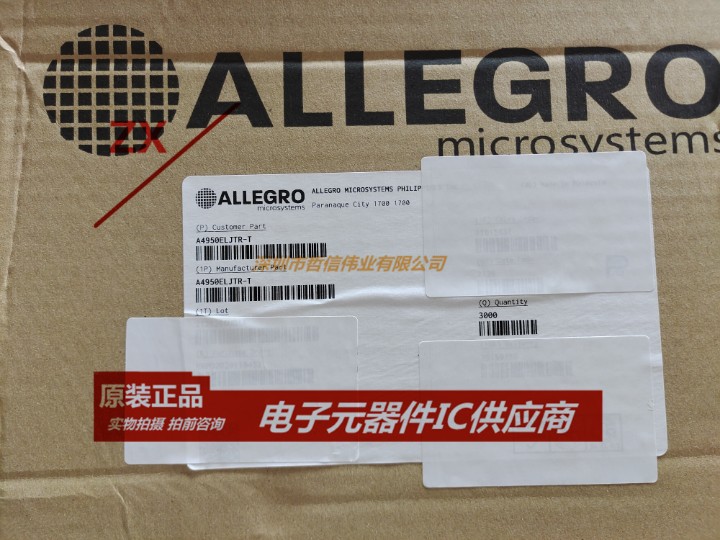 ALLEGRO
microsystems
ZX
ALLEGRO
microsystems
ALLEGRO MICROSYSTEMS PHILIP
Paranaque City 1700 1700
(P) Customer Part
A4950ELJTR-T
深圳市哲信伟业有限公司
(1P) Manufacturer Part
A4950ELJTR-T
(1T) Lot
(Q) Quantity
3000
原装正品
实物拍摄 拍前咨询
电子元器件IC供应商